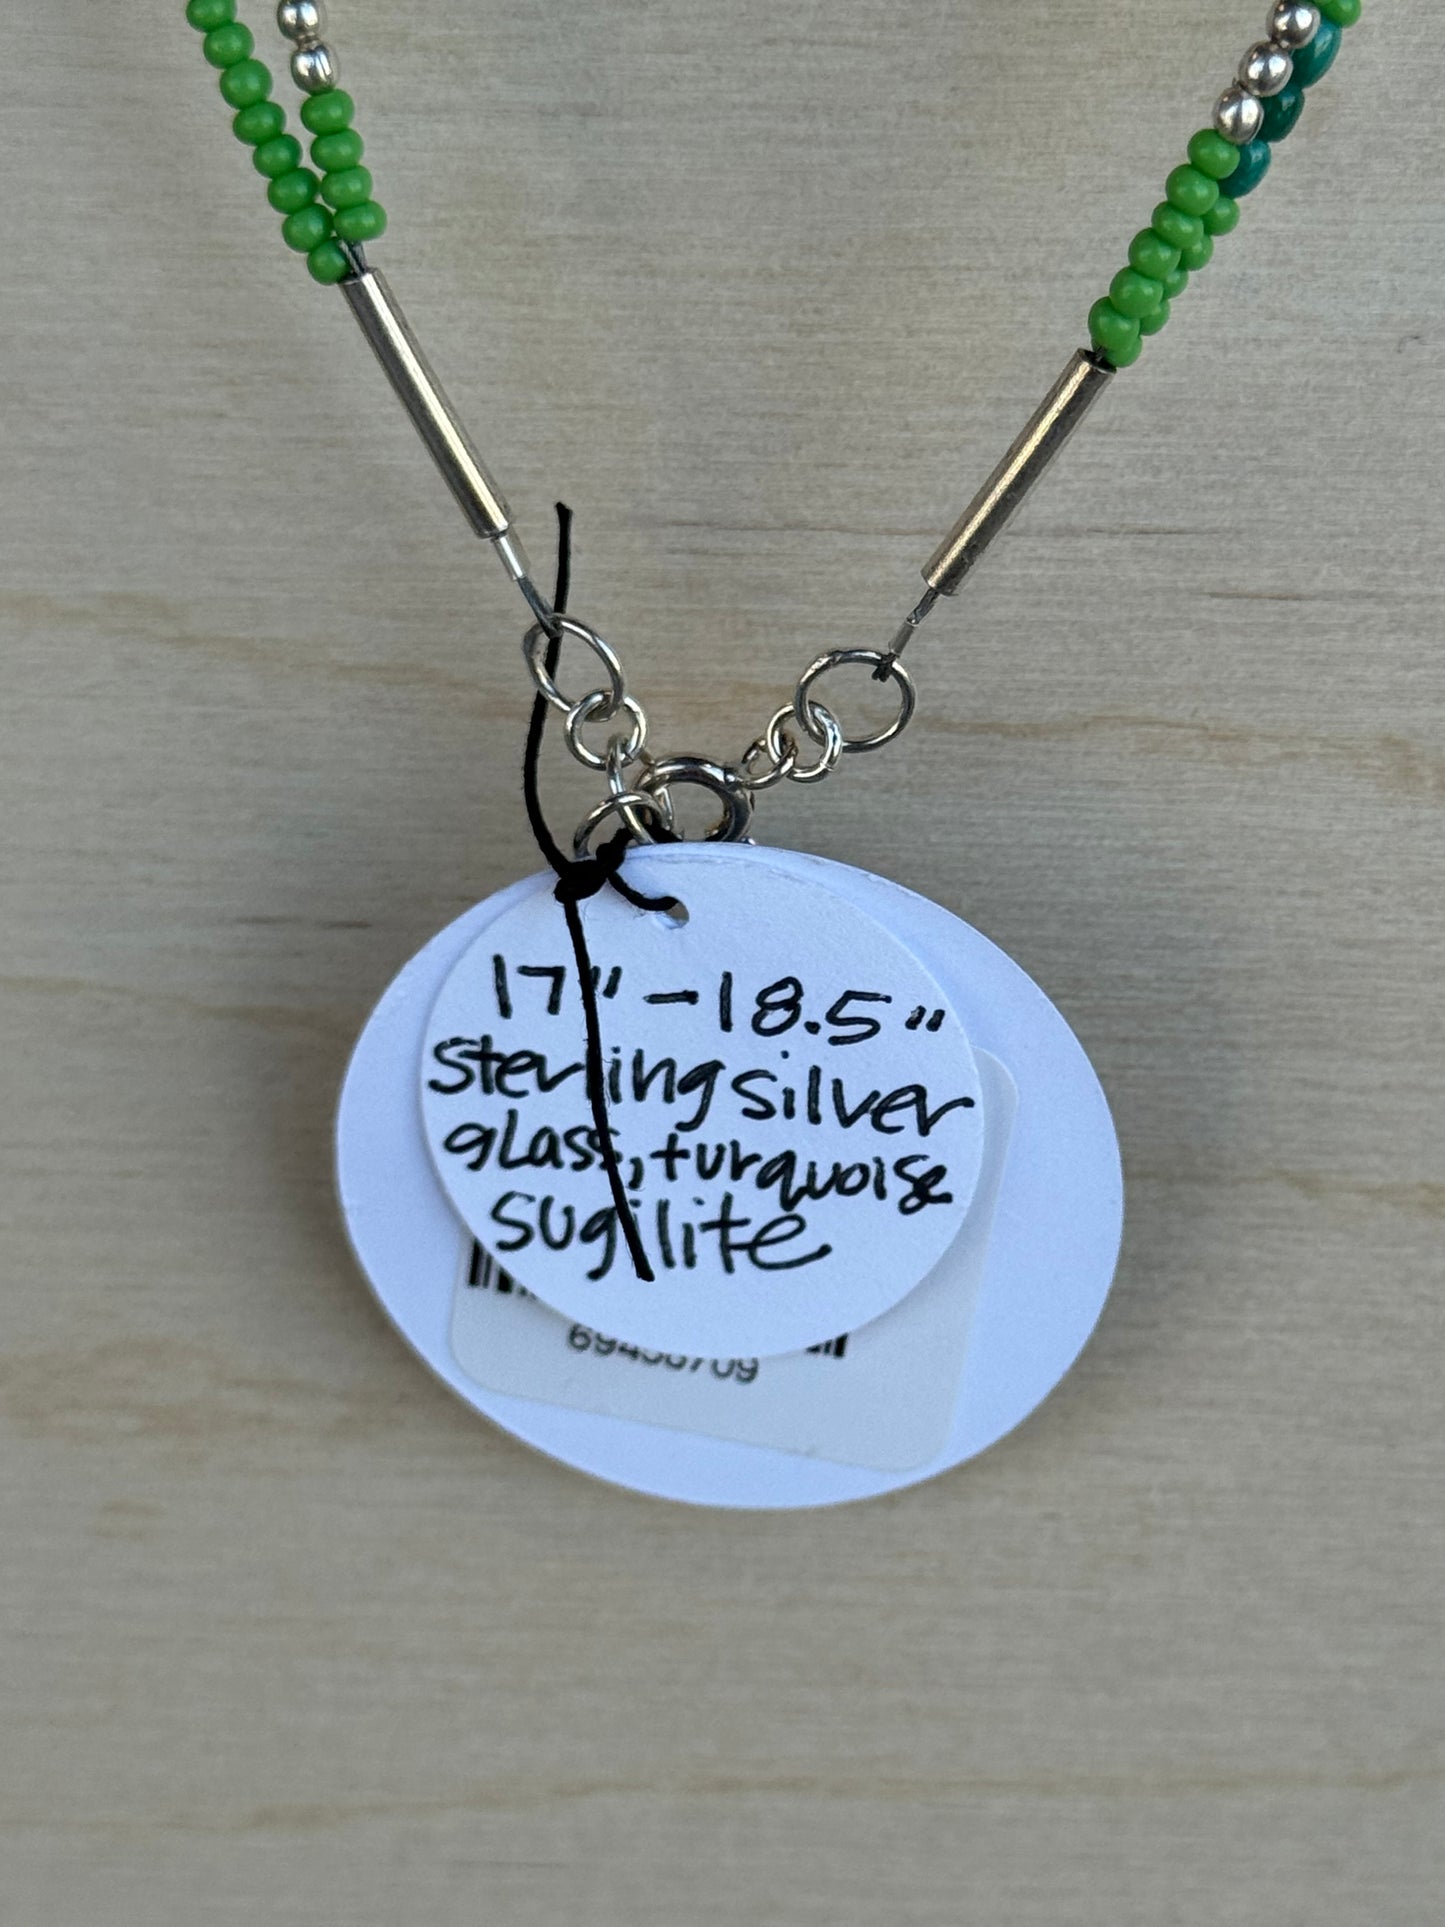 17" - 18.5"
sterling silver
glass, turquoise
sugilite